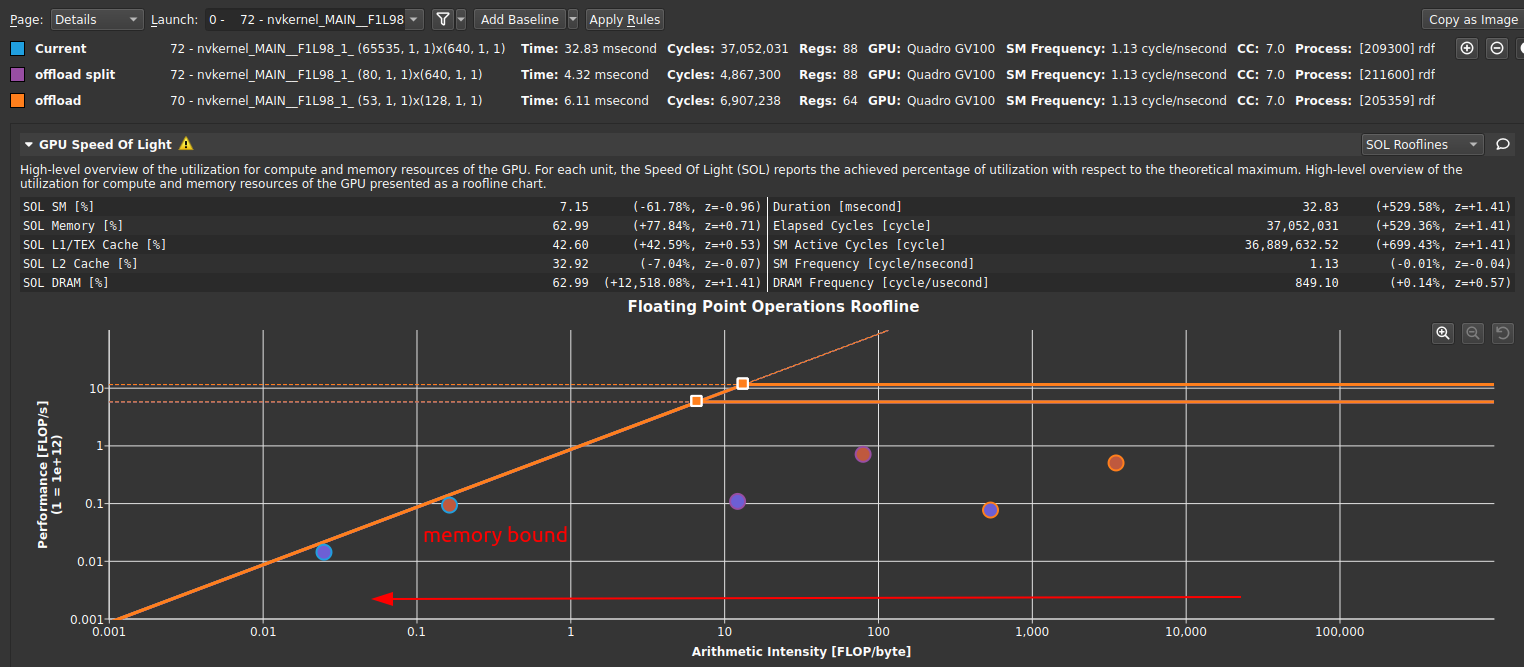 Page: Details Launch: 0 - 72 - nvkernel_MAIN__F1L98 Add Baseline Apply Rules Copy as Image
Current 72 - nvkernel_MAIN__F1L98_1_ (65535, 1, 1)x(640, 1, 1) Time: 32.83 msecond Cycles: 37,052,031 Regs: 88 GPU: Quadro GV100 SM Frequency: 1.13 cycle/nsecond CC: 7.0 Process: [209300] rdf
offload split 72 - nvkernel_MAIN__F1L98_1_ (80, 1, 1)x(640, 1, 1) Time: 4.32 msecond Cycles: 4,867,300 Regs: 88 GPU: Quadro GV100 SM Frequency: 1.13 cycle/nsecond CC: 7.0 Process: [211600] rdf
offload 70 - nvkernel_MAIN__F1L98_1_ (53, 1, 1)x(128, 1, 1) Time: 6.11 msecond Cycles: 6,907,238 Regs: 64 GPU: Quadro GV100 SM Frequency: 1.13 cycle/nsecond CC: 7.0 Process: [205359] rdf
GPU Speed Of Light SOL Rooflines
High-level overview of the utilization for compute and memory resources of the GPU. For each unit, the Speed Of Light (SOL) reports the achieved percentage of utilization with respect to the theoretical maximum. High-level overview of the
utilization for compute and memory resources of the GPU presented as a roofline chart.
SOL SM [%] 7.15 (-61.78%, z=-0.96) Duration [msecond] 32.83 (+529.58%, z=+1.41)
SOL Memory [%] 62.99 (+77.84%, z=+0.71) Elapsed Cycles [cycle] 37,052,031 (+529.36%, z=+1.41)
SOL L1/TEX Cache [%] 42.60 (+42.59%, z=+0.53) SM Active Cycles [cycle] 36,889,632.52 (+699.43%, z=+1.41)
SOL L2 Cache [%] 32.92 (-7.04%, z=-0.07) SM Frequency [cycle/nsecond] 1.13 (-0.01%, z=-0.04)
SOL DRAM [%] 62.99 (+12,518.08%, z=+1.41) DRAM Frequency [cycle/usecond] 849.10 (+0.14%, z=+0.57)
Floating Point Operations Roofline
Performance [FLOP/s]
(1 = 1e+12)
10
1
0.1
memory bound
0.01
0.001
0.001 0.01 0.1 1 10 100 1,000 10,000 100,000
Arithmetic Intensity [FLOP/byte]